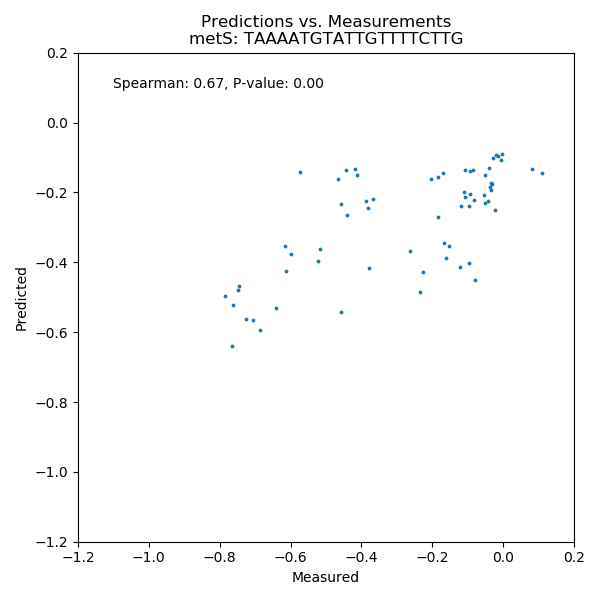 Predictions vs. Measurements
metS: TAAAATGTATTGTTTTCTTG
Spearman: 0.67, P-value: 0.00
Predicted
0.2
0.0
−0.2
−0.4
−0.6
−0.8
−1.0
−1.2
−1.2 −1.0 −0.8 −0.6 −0.4 −0.2 0.0 0.2
Measured